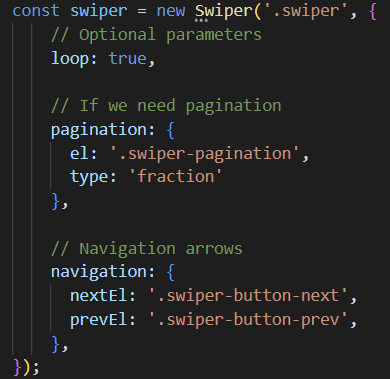 const swiper = new Swiper('.swiper', {
// Optional parameters
loop: true,
// If we need pagination
pagination: {
el: '.swiper-pagination',
type: 'fraction'
},
// Navigation arrows
navigation: {
nextEl: '.swiper-button-next',
prevEl: '.swiper-button-prev',
},
});